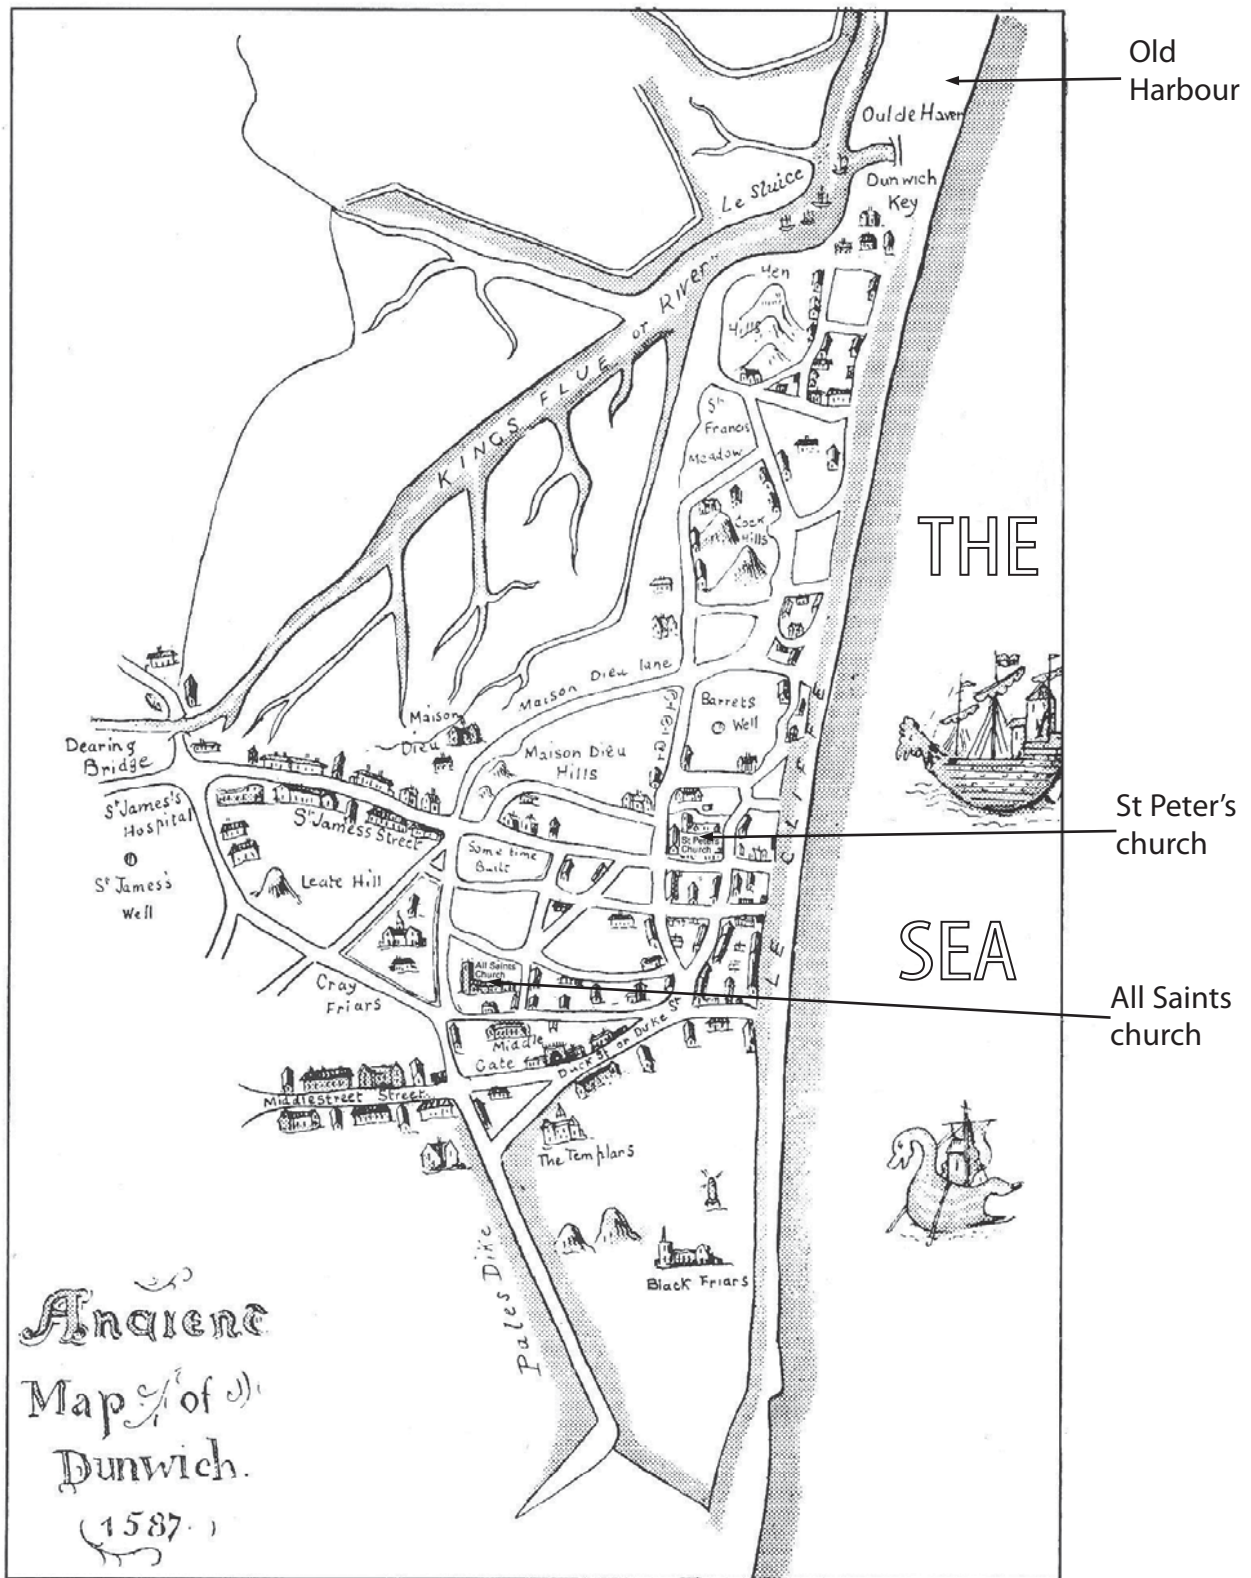 Old
Harbour
Oulde Haven
Dunwich
Key
Le Sluice
Hen
Hills
KINGS FLUE or River
St
Francis
Meadow
Cock
Hills
THE
Maison Dieu lane
Barrets
Well
Maison
Dieu
Maison Dieu
Hills
Dearing
Bridge
St James's
Hospital
St Jamess Street
St James's
Well
Some time
Built
Leate Hill
St Peter's
Church
St Peter's
church
LE CLIFFE
SEA
All Saints
Church
All Saints
church
Cray
Friars
Middle
Gate
Duck St or Duke St
Middlestreet Street
The Templars
Black Friars
Pales Dike
Anciente
Map of
Dunwich.
(1587.)